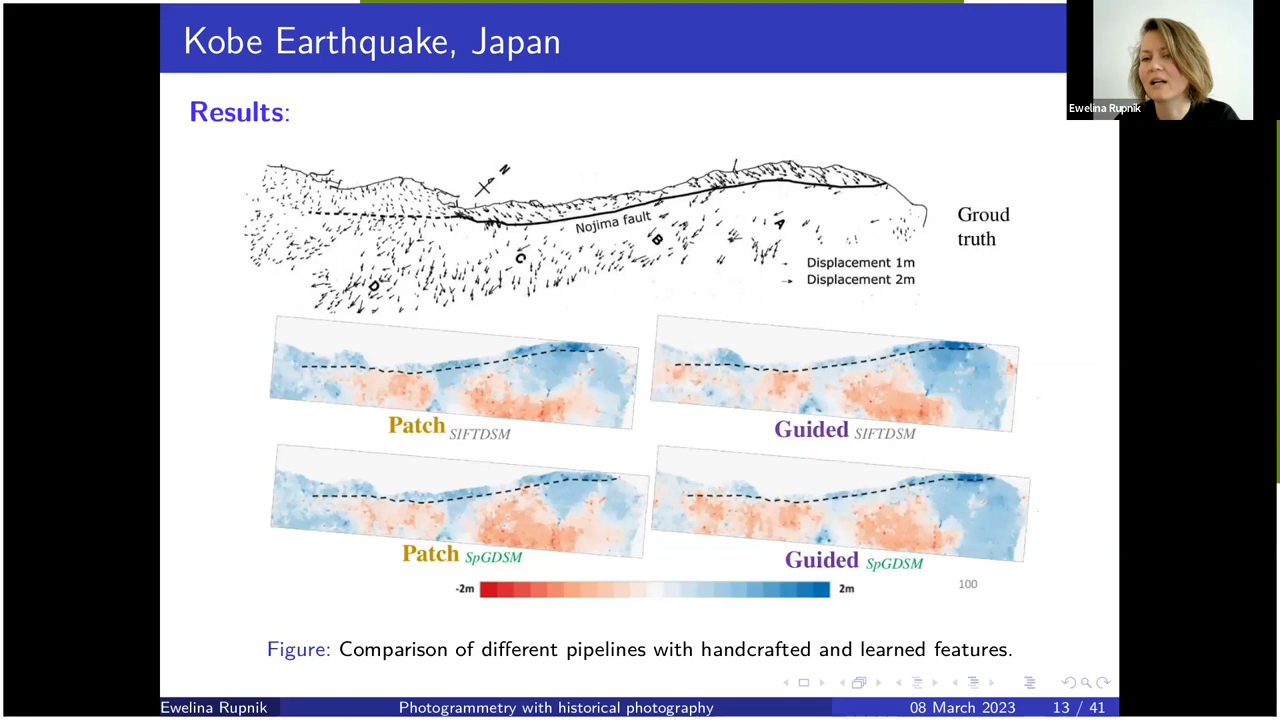 Kobe Earthquake, Japan
Ewelina Rupnik
Results:
N
Nojima fault
A
B
C
D
Groud
truth
Displacement 1m
Displacement 2m
Patch SIFTDSM
Guided SIFTDSM
Patch SpGDSM
Guided SpGDSM
-2m
2m
100
Figure: Comparison of different pipelines with handcrafted and learned features.
Ewelina Rupnik
Photogrammetry with historical photography
08 March 2023
13 / 41